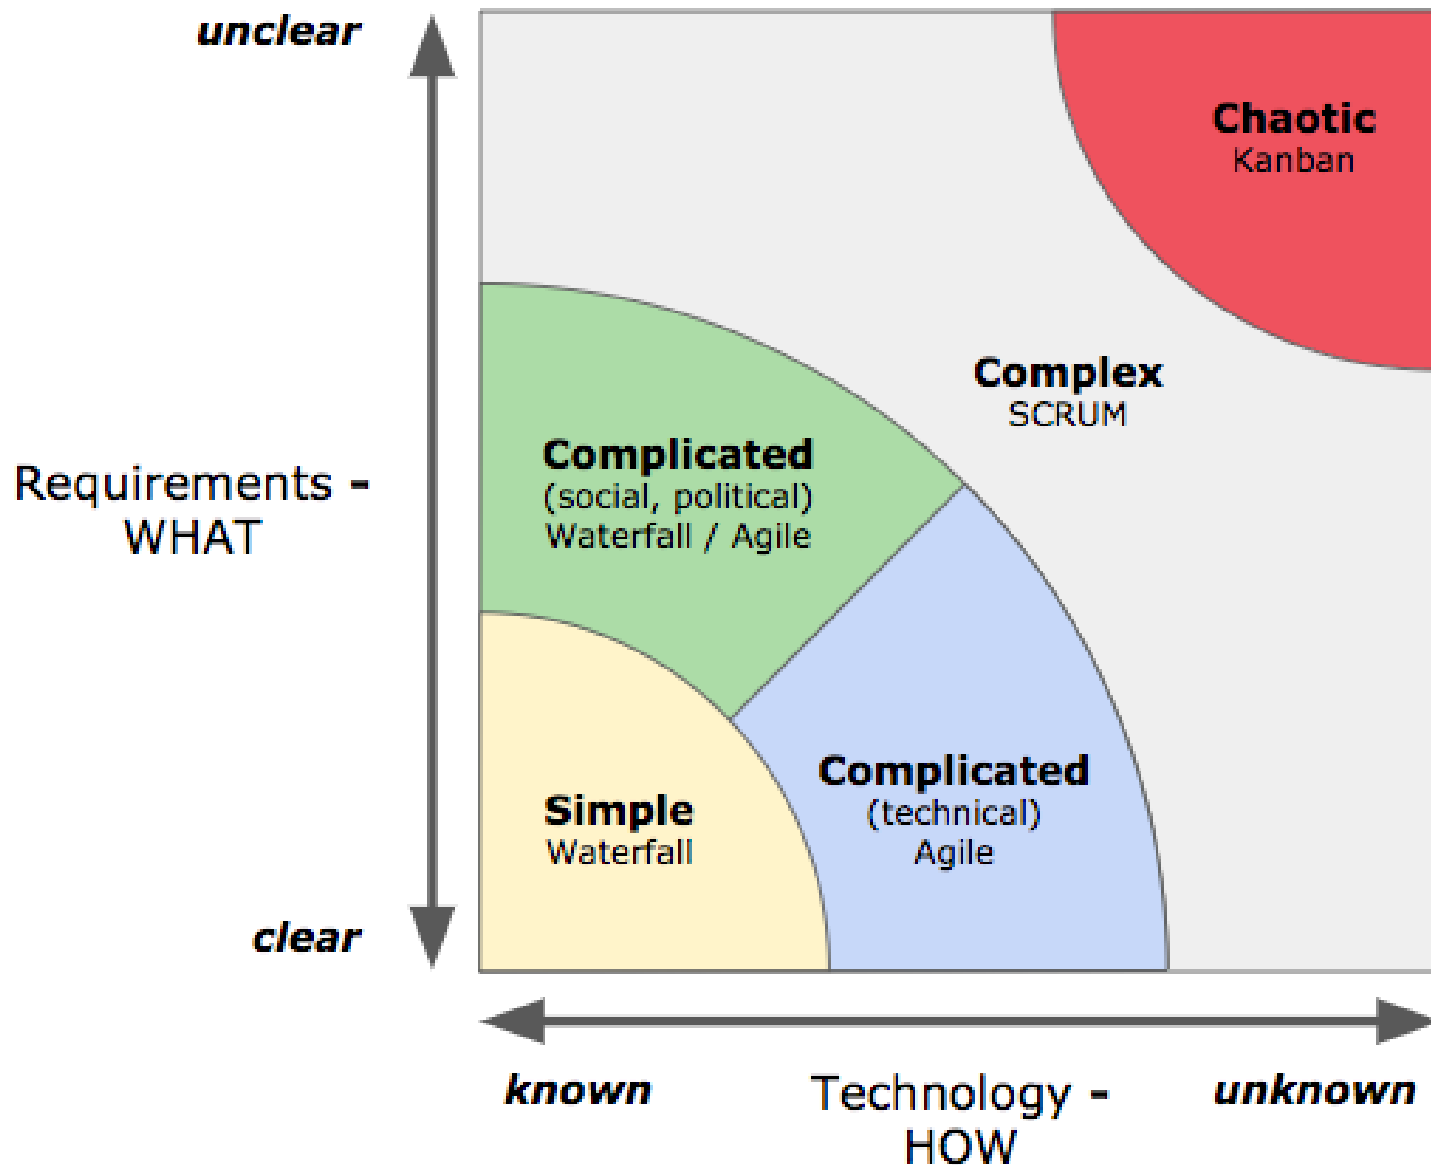 unclear
Chaotic
Kanban
Complex
SCRUM
Complicated
(social, political)
Waterfall / Agile
Requirements -
WHAT
Complicated
(technical)
Agile
Simple
Waterfall
clear
known
Technology -
HOW
unknown